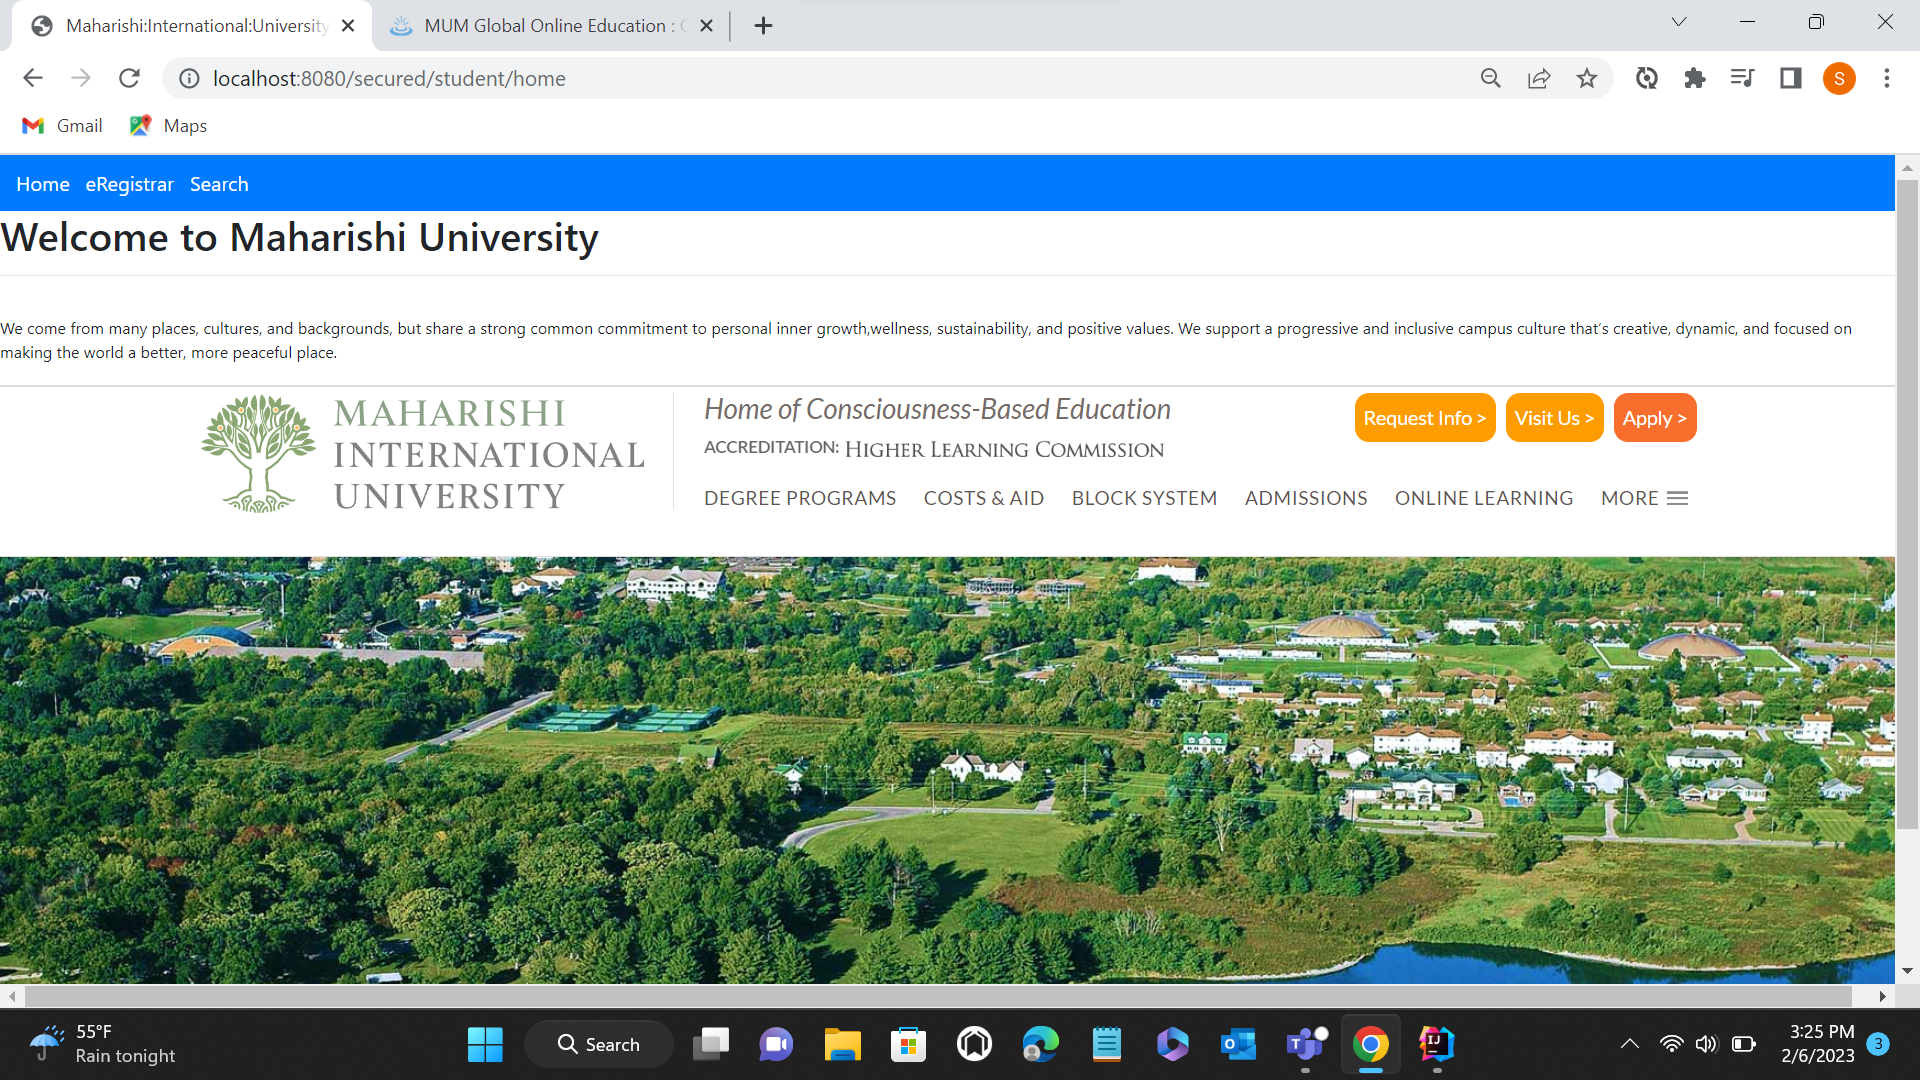 Maharishi:International:University
MUM Global Online Education :
localhost:8080/secured/student/home
S
Gmail
Maps
Home eRegistrar Search
Welcome to Maharishi University
We come from many places, cultures, and backgrounds, but share a strong common commitment to personal inner growth,wellness, sustainability, and positive values. We support a progressive and inclusive campus culture that's creative, dynamic, and focused on
making the world a better, more peaceful place.
MAHARISHI
INTERNATIONAL
UNIVERSITY
Home of Consciousness-Based Education
ACCREDITATION: HIGHER LEARNING COMMISSION
Request Info > Visit Us > Apply >
DEGREE PROGRAMS COSTS & AID BLOCK SYSTEM ADMISSIONS ONLINE LEARNING MORE
55°F
Rain tonight
Search
3:25 PM
2/6/2023
3